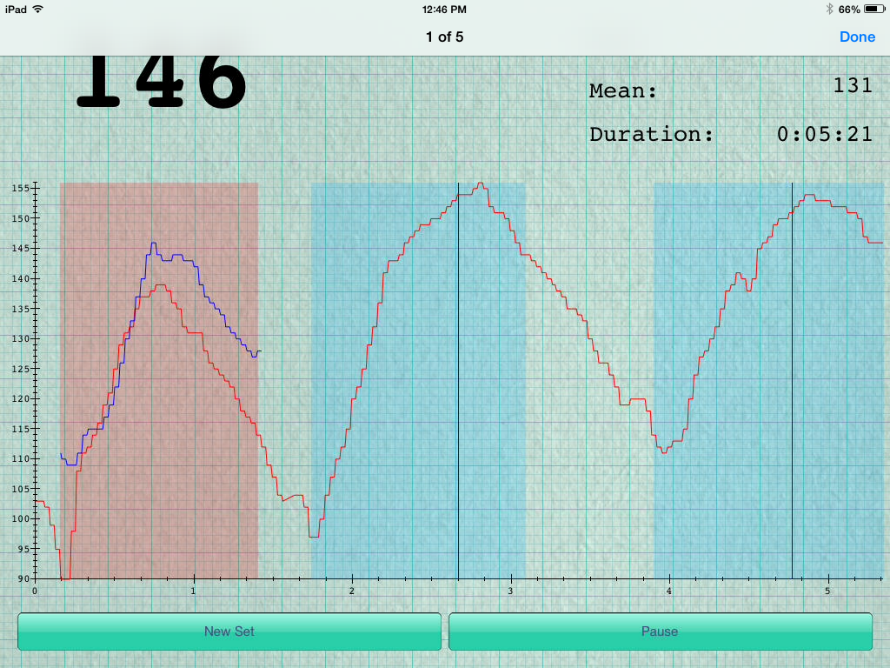 iPad 12:46 PM 66%
1 of 5 Done
146
Mean: 131
Duration: 0:05:21
155
150
145
140
135
130
125
120
115
110
105
100
95
90
0 1 2 3 4 5
New Set Pause